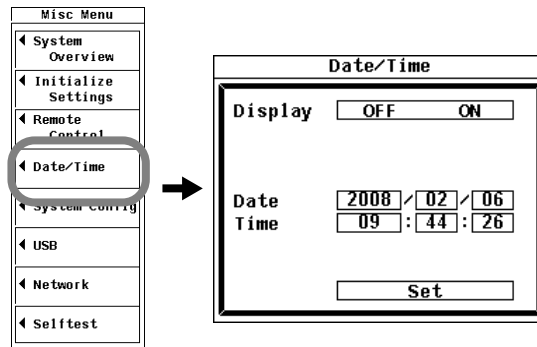 Misc Menu
System
Overview
Initialize
Settings
Remote
Control
Date/Time
System Config
USB
Network
Selftest
Date/Time
Display OFF ON
Date 2008 / 02 / 06
Time 09 : 44 : 26
Set